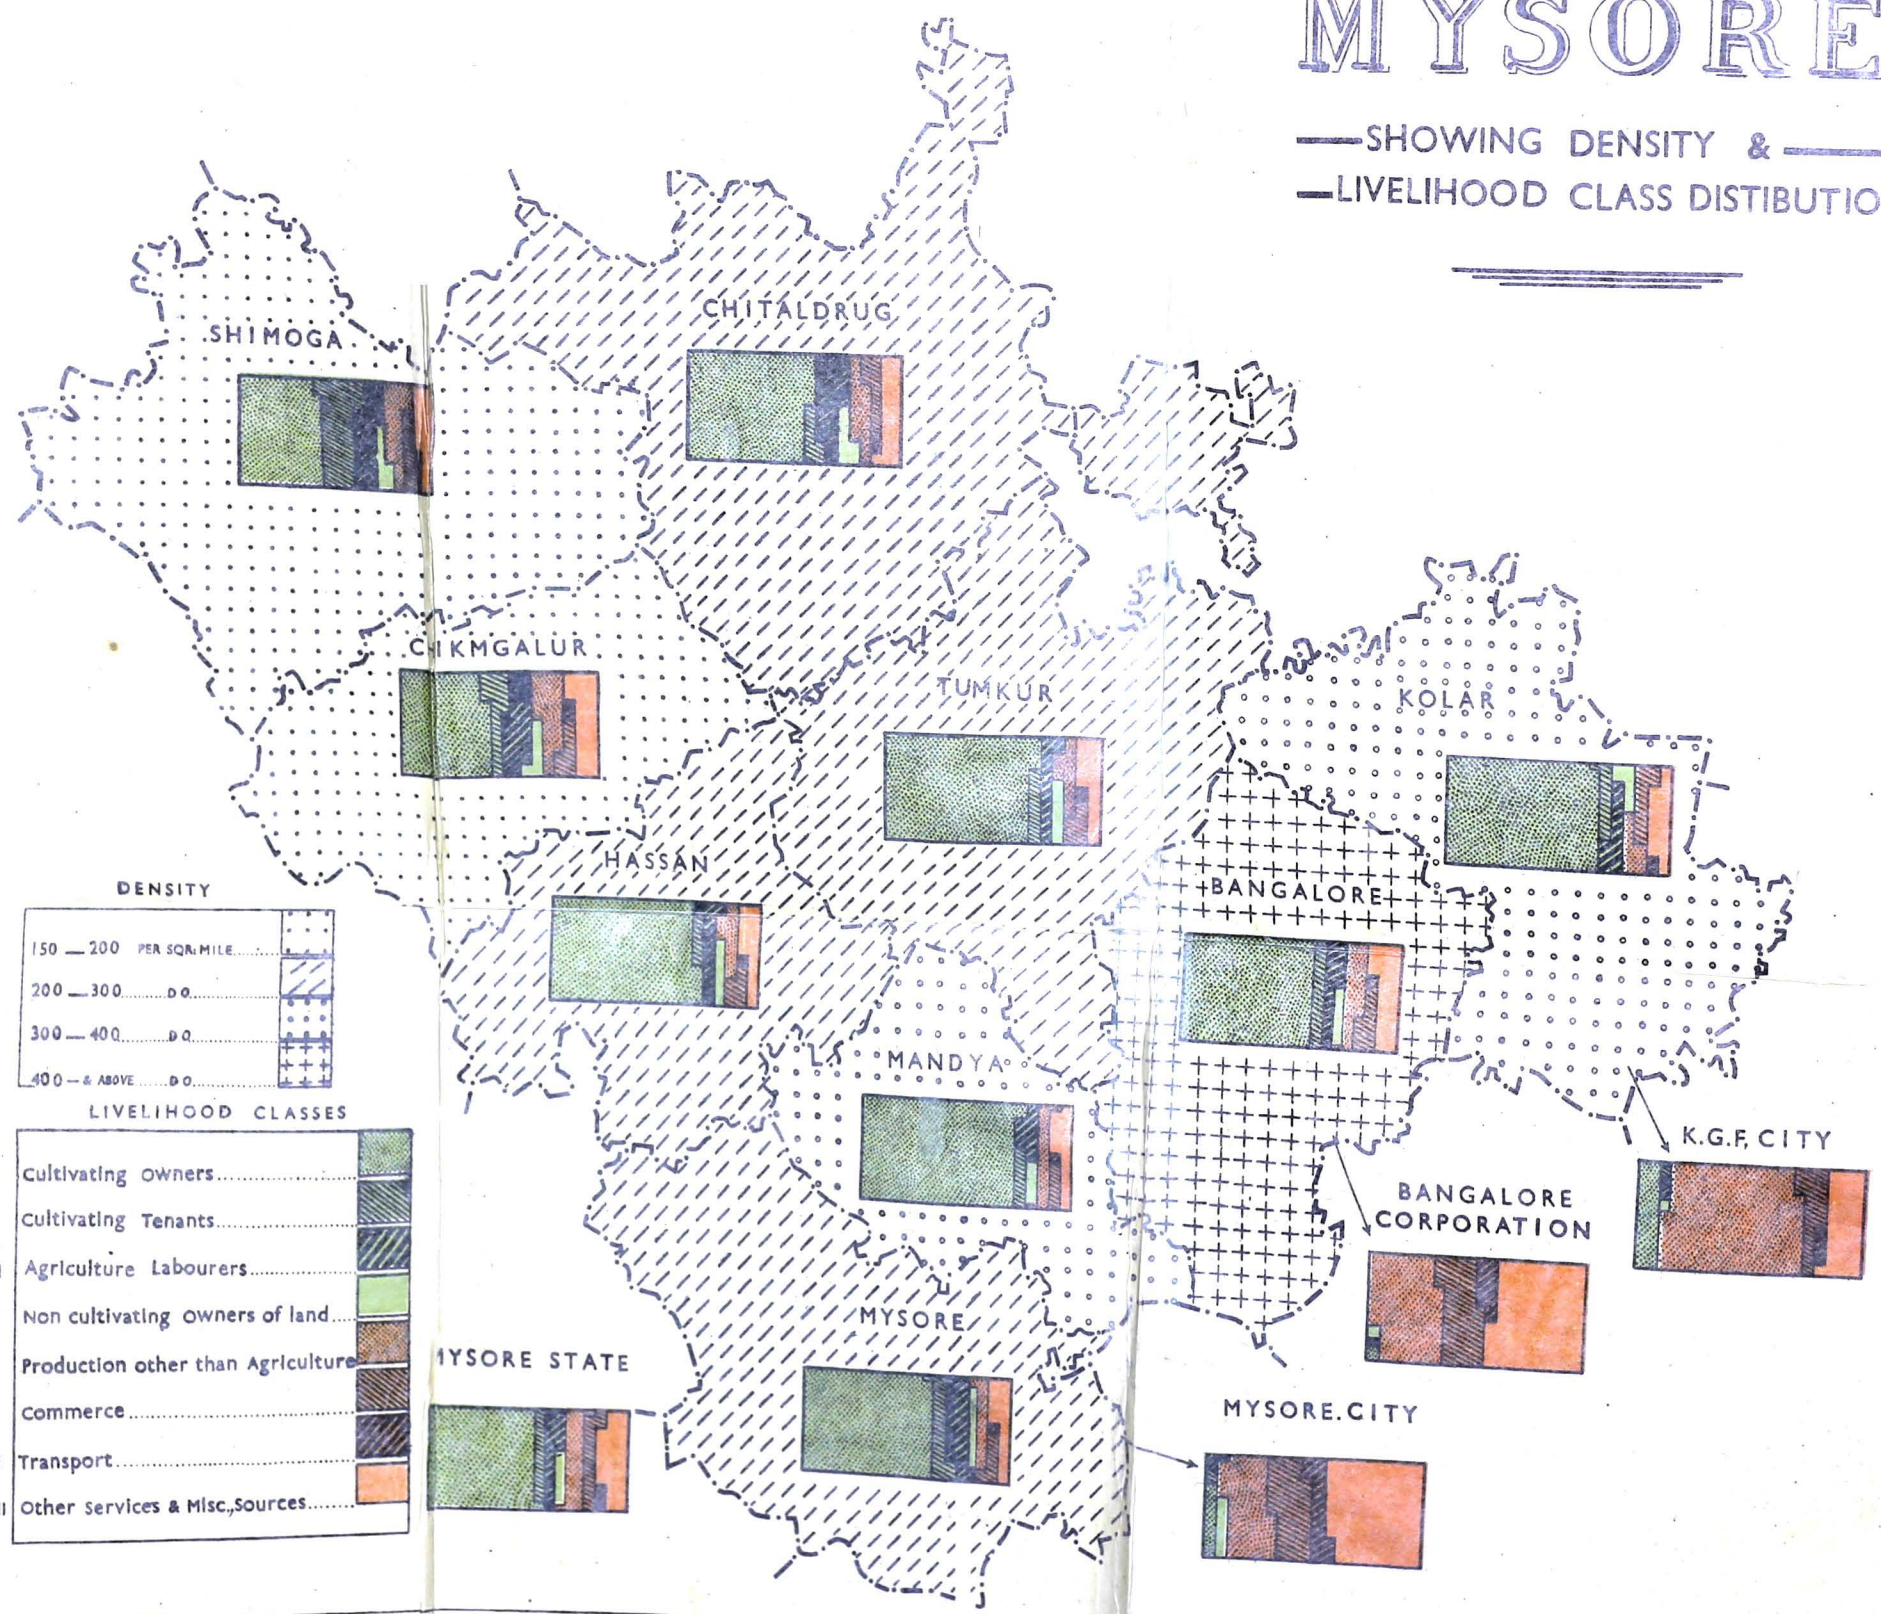 MYSORE
SHOWING DENSITY &
LIVELIHOOD CLASS DISTIBUTIO
CHITALDRUG
SHIMOGA
CHIKMGALUR
TUMKUR
KOLAR
HASSAN
BANGALORE
MANDYA
K.G.F, CITY
BANGALORE
CORPORATION
MYSORE
MYSORE STATE
MYSORE.CITY
DENSITY
150 — 200 PER SQR. MILE
200 — 300 DO
300 — 400 DO
400 — & ABOVE DO
LIVELIHOOD CLASSES
Cultivating owners
Cultivating Tenants
Agriculture Labourers
Non cultivating owners of land
Production other than Agriculture
Commerce
Transport
Other Services & Misc.,Sources